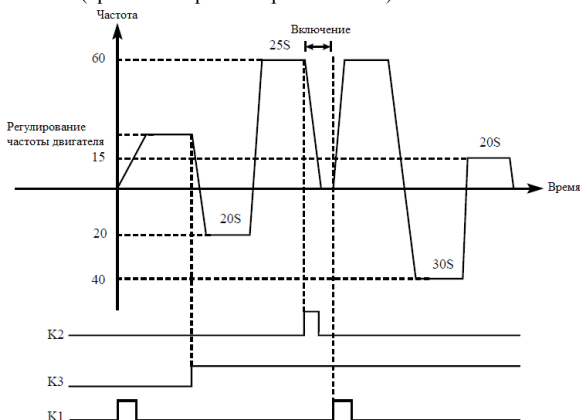 Частота
Включение
25S
60
Регулирование
частоты двигателя
15
20S
Время
20S
20
30S
40
K2
K3
K1